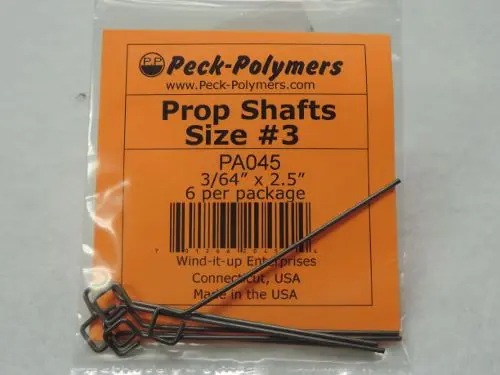 P.P
Peck-Polymers
www.Peck-Polymers.com
Prop Shafts
Size #3
PA045
3/64” x 2.5”
6 per package
Wind-it-up Enterprises
Connecticut, USA
Made in the USA